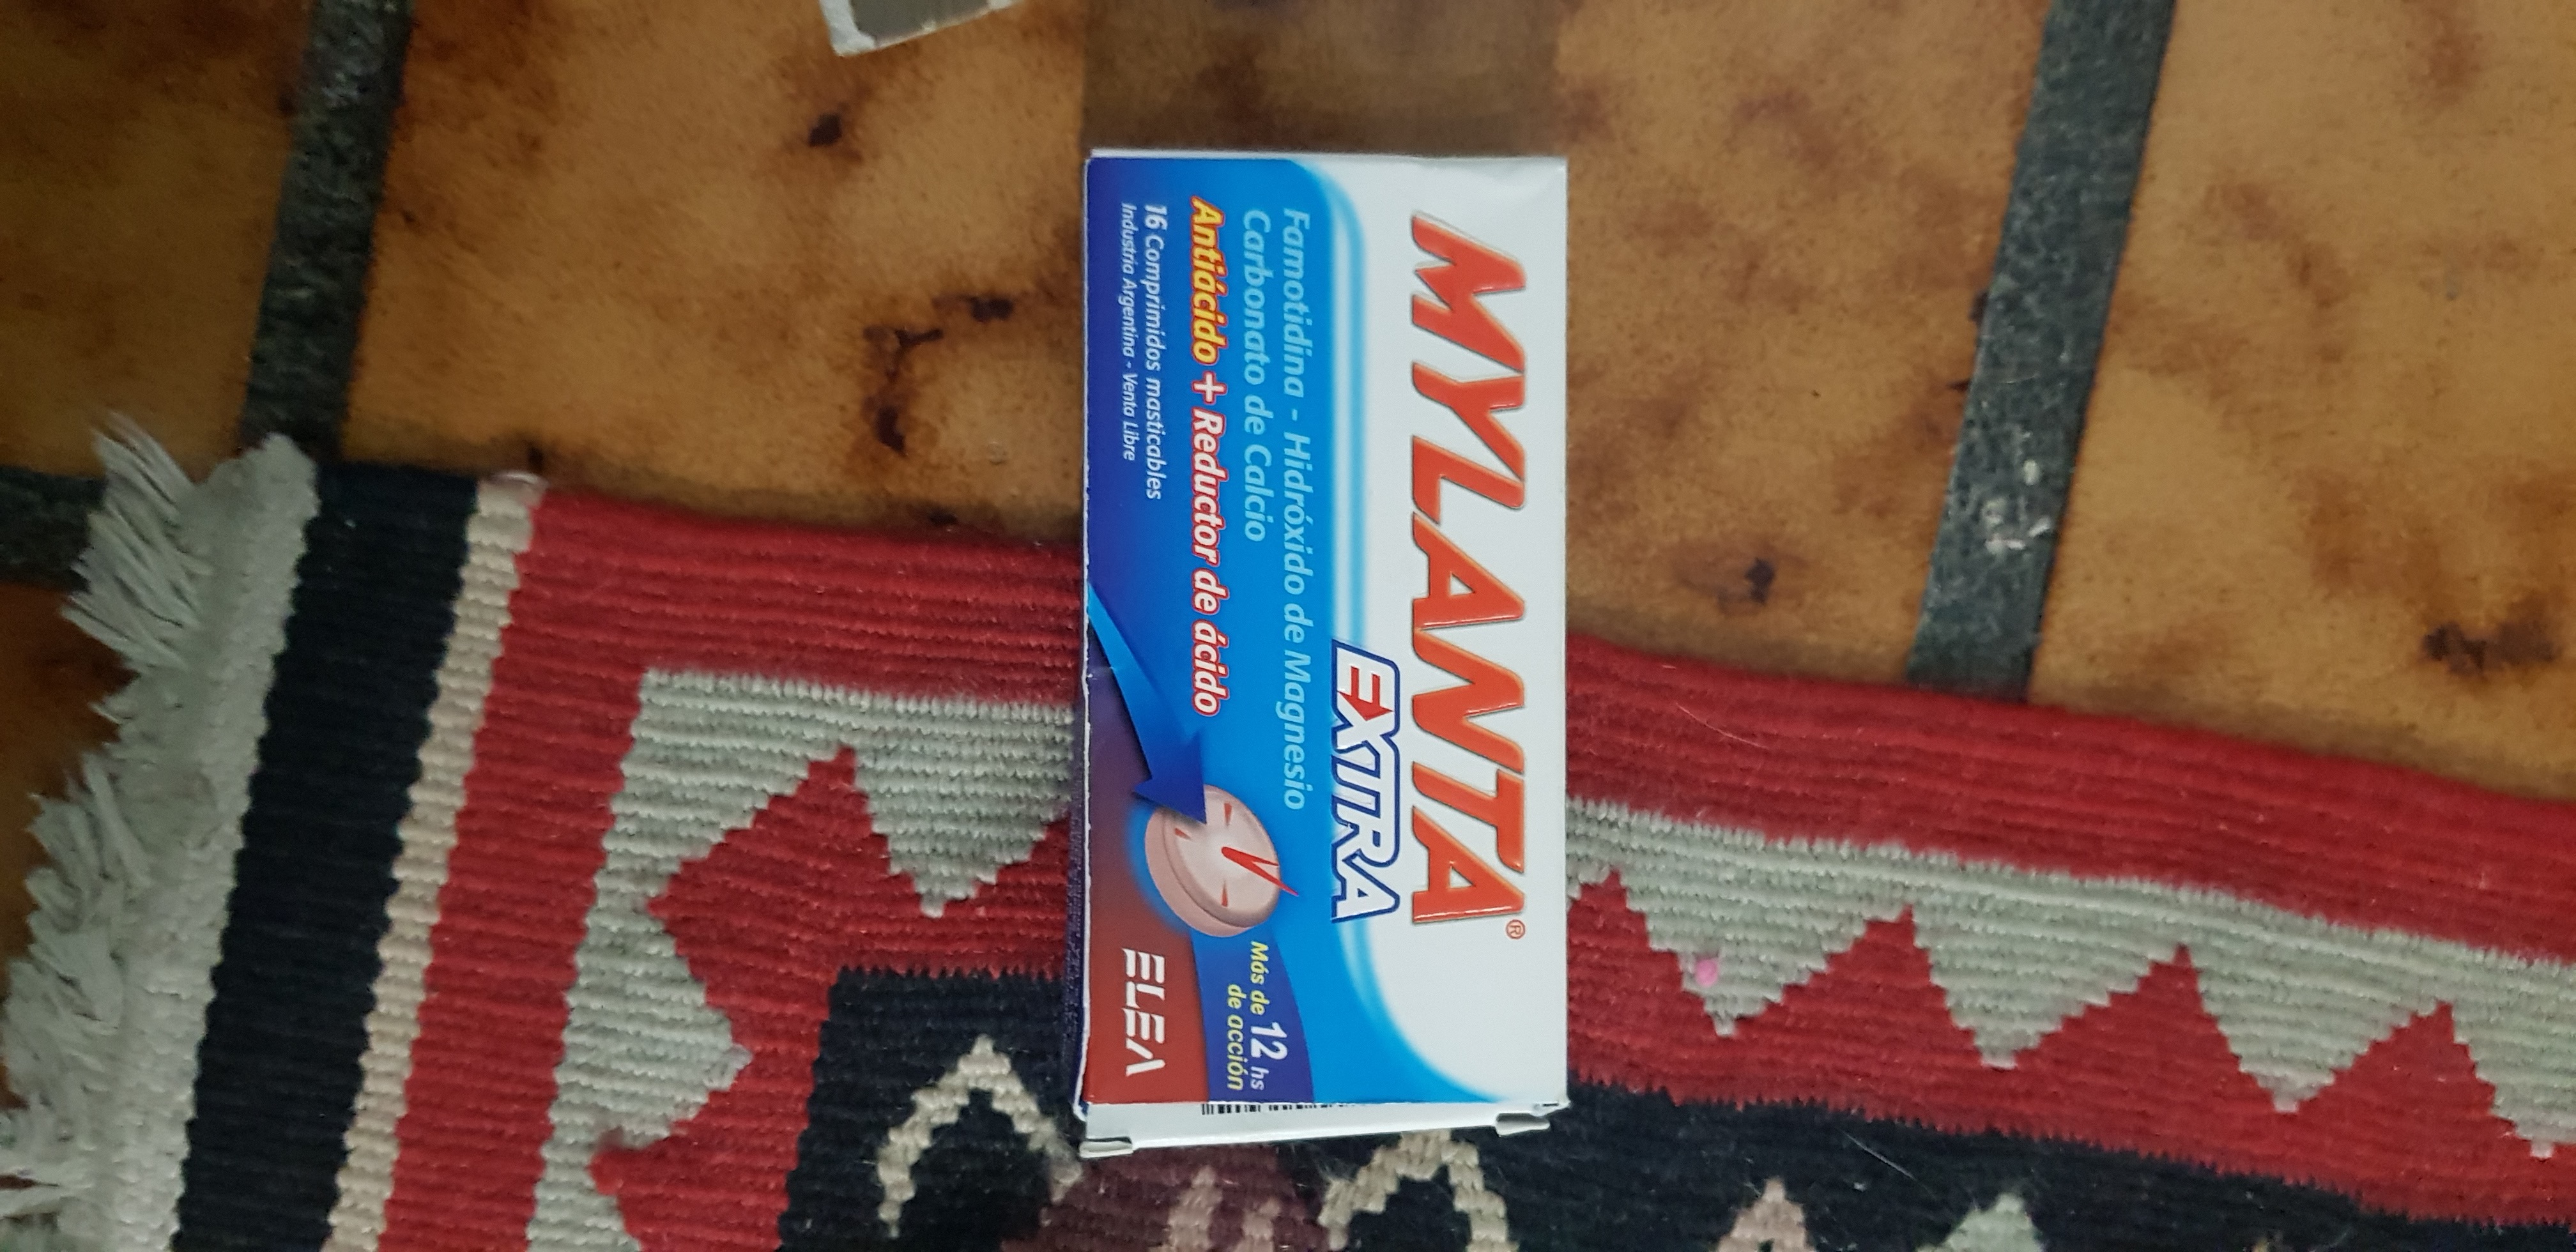 MYLANTA®
EXTRA
Famotidina - Hidróxido de Magnesio
Carbonato de Calcio
Antiácido + Reductor de ácido
16 Comprimidos masticables
Industria Argentina - Venta Libre
Más de 12 hs
de acción
ELEA